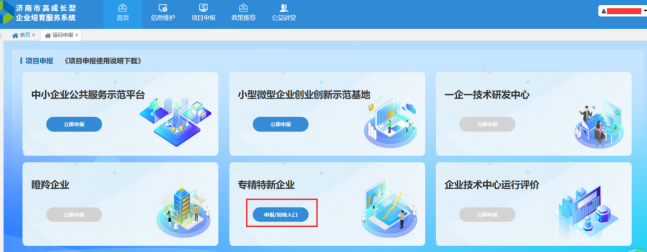 济南市高成长型
企业培育服务系统
首页 信息维护 项目申报 政策推荐 公益讲堂
首页 × 项目申报 ×
项目申报 《项目申报使用说明下载》
中小企业公共服务示范平台
立即申报
小型微型企业创业创新示范基地
立即申报
一企一技术研发中心
立即申报
瞪羚企业
立即申报
专精特新企业
申报/复核入口
企业技术中心运行评价
立即申报